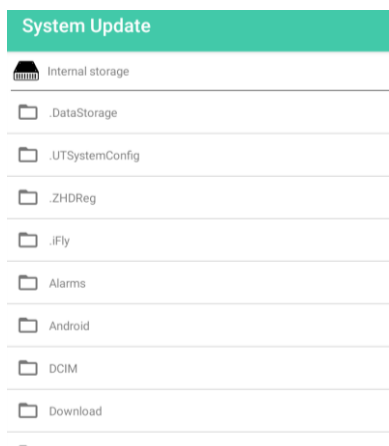 System Update
Internal storage
.DataStorage
.UTSystemConfig
.ZHDReg
.iFly
Alarms
Android
DCIM
Download